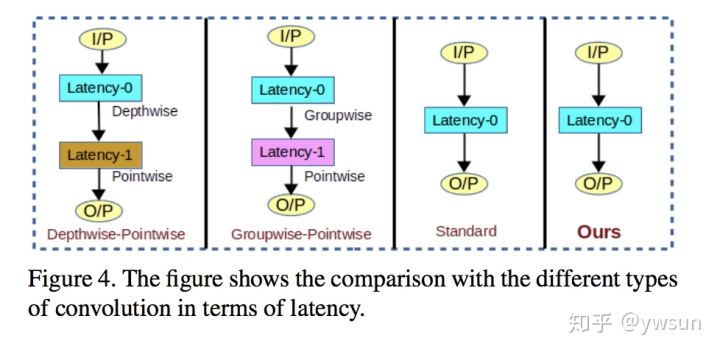 I/P
Latency-0
Depthwise
Latency-1
Pointwise
O/P
Depthwise-Pointwise
I/P
Latency-0
Groupwise
Latency-1
Pointwise
O/P
Groupwise-Pointwise
I/P
Latency-0
O/P
Standard
I/P
Latency-0
O/P
Ours
Figure 4. The figure shows the comparison with the different types
of convolution in terms of latency.
知乎 @ywsun